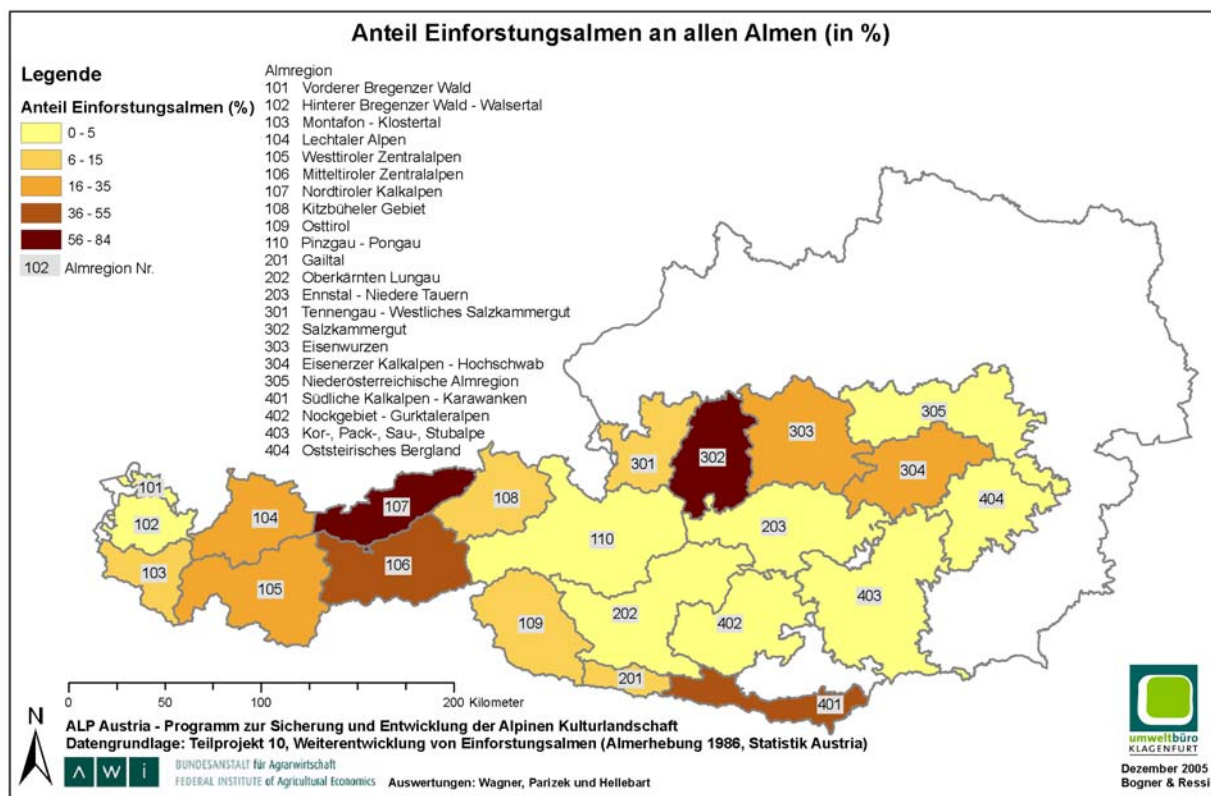 Anteil Einforstungsalmen an allen Almen (in %)
Legende
Anteil Einforstungsalmen (%)
0 - 5
6 - 15
16 - 35
36 - 55
56 - 84
102 Almregion Nr.
Almregion
101 Vorderer Bregenzer Wald
102 Hinterer Bregenzer Wald - Walsertal
103 Montafon - Klostertal
104 Lechtaler Alpen
105 Westtiroler Zentralalpen
106 Mitteltiroler Zentralalpen
107 Nordtiroler Kalkalpen
108 Kitzbüheler Gebiet
109 Osttirol
110 Pinzgau - Pongau
201 Gailtal
202 Oberkärnten Lungau
203 Ennstal - Niedere Tauern
301 Tennengau - Westliches Salzkammergut
302 Salzkammergut
303 Eisenwurzen
304 Eisenerzer Kalkalpen - Hochschwab
305 Niederösterreichische Almregion
401 Südliche Kalkalpen - Karawanken
402 Nockgebiet - Gurktaleralpen
403 Kor-, Pack-, Sau-, Stubalpe
404 Oststeirisches Bergland
305
303
301
302
304
101
107
108
404
104
102
203
110
106
103
105
403
202
402
109
201
401
0 50 100 200 Kilometer
N
ALP Austria - Programm zur Sicherung und Entwicklung der Alpinen Kulturlandschaft
Datengrundlage: Teilprojekt 10, Weiterentwicklung von Einforstungsalmen (Almerhebung 1986, Statistik Austria)
AWI BUNDESANSTALT für Agrarwirtschaft
FEDERAL INSTITUTE of Agricultural Economics
Auswertungen: Wagner, Parizek und Hellebart
umweltbüro
KLAGENFURT
Dezember 2005
Bogner & Ressi